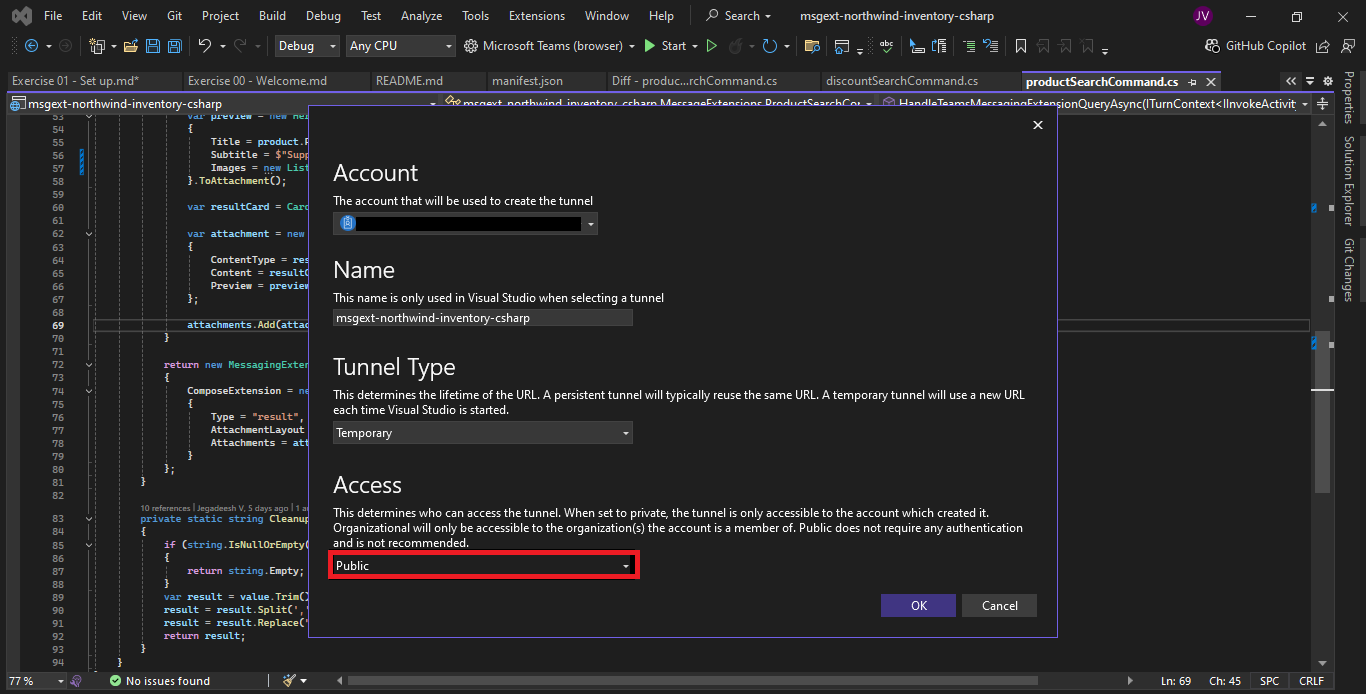 File Edit View Git Project Build Debug Test Analyze Tools Extensions Window Help Search msgext-northwind-inventory-csharp JV
Debug Any CPU Microsoft Teams (browser) Start abc GitHub Copilot
Exercise 01 - Set up.md* Exercise 00 - Welcome.md README.md manifest.json Diff - produc...rchCommand.cs discountSearchCommand.cs productSearchCommand.cs
msgext-northwind-inventory-csharp msgext_northwind_inventory_csharp.MessageExtensions.ProductSearchCo HandleTeamsMessagingExtensionQueryAsync(ITurnContext<IInvokeActivity
Properties
Solution Explorer
Git Changes
53 var preview = new Her
54 {
55 Title = product.P
56 Subtitle = $"Supp
57 Images = new List
58 }.ToAttachment();
59
60 var resultCard = Card
61
62 var attachment = new
63 {
64 ContentType = res
65 Content = resultC
66 Preview = preview
67 };
68
69 attachments.Add(attac
70 }
71
72 return new MessagingExten
73 {
74 ComposeExtension = ne
75 {
76 Type = "result",
77 AttachmentLayout
78 Attachments = att
79 }
80 };
81 }
82
10 references | Jegadeesh V, 5 days ago | 1 au
83 private static string Cleanup
84 {
85 if (string.IsNullOrEmpty(
86 {
87 return string.Empty;
88 }
89 var result = value.Trim()
90 result = result.Split(','
91 result = result.Replace("
92 return result;
93 }
94 }
Account
The account that will be used to create the tunnel
Name
This name is only used in Visual Studio when selecting a tunnel
msgext-northwind-inventory-csharp
Tunnel Type
This determines the lifetime of the URL. A persistent tunnel will typically reuse the same URL. A temporary tunnel will use a new URL
each time Visual Studio is started.
Temporary
Access
This determines who can access the tunnel. When set to private, the tunnel is only accessible to the account which created it.
Organizational will only be accessible to the organization(s) the account is a member of. Public does not require any authentication
and is not recommended.
Public
OK Cancel
77 % No issues found Ln: 69 Ch: 45 SPC CRLF